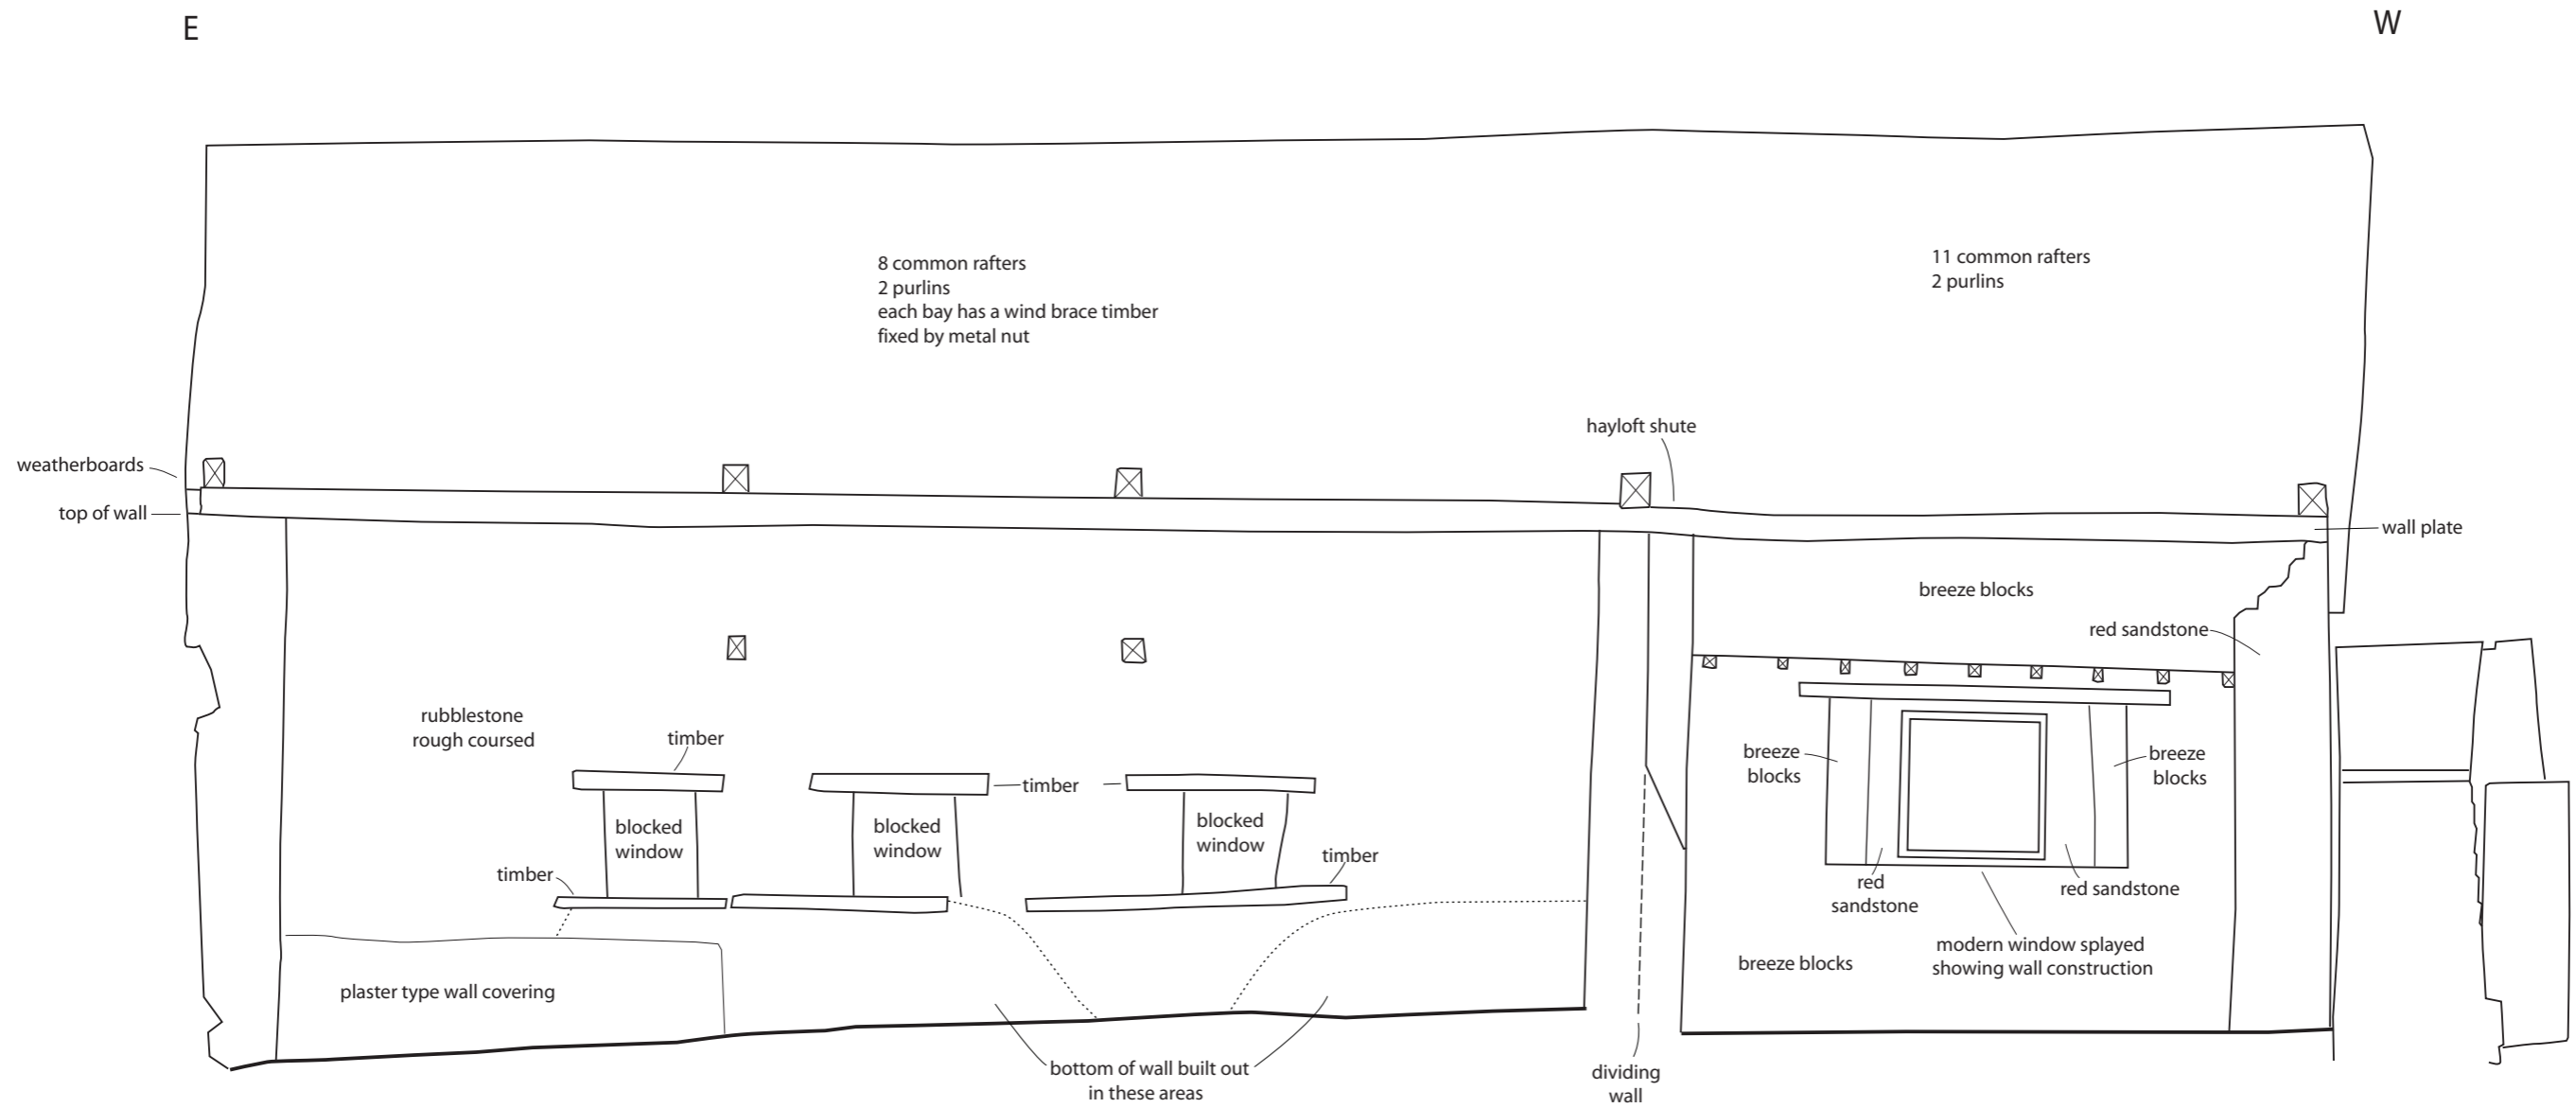 E
W
8 common rafters
2 purlins
each bay has a wind brace timber
fixed by metal nut
11 common rafters
2 purlins
hayloft shute
weatherboards
top of wall
wall plate
breeze blocks
red sandstone
rubblestone
rough coursed
timber
timber
breeze
blocks
breeze
blocks
blocked
window
blocked
window
blocked
window
timber
timber
red
sandstone
red sandstone
modern window splayed
showing wall construction
breeze blocks
plaster type wall covering
bottom of wall built out
in these areas
dividing
wall